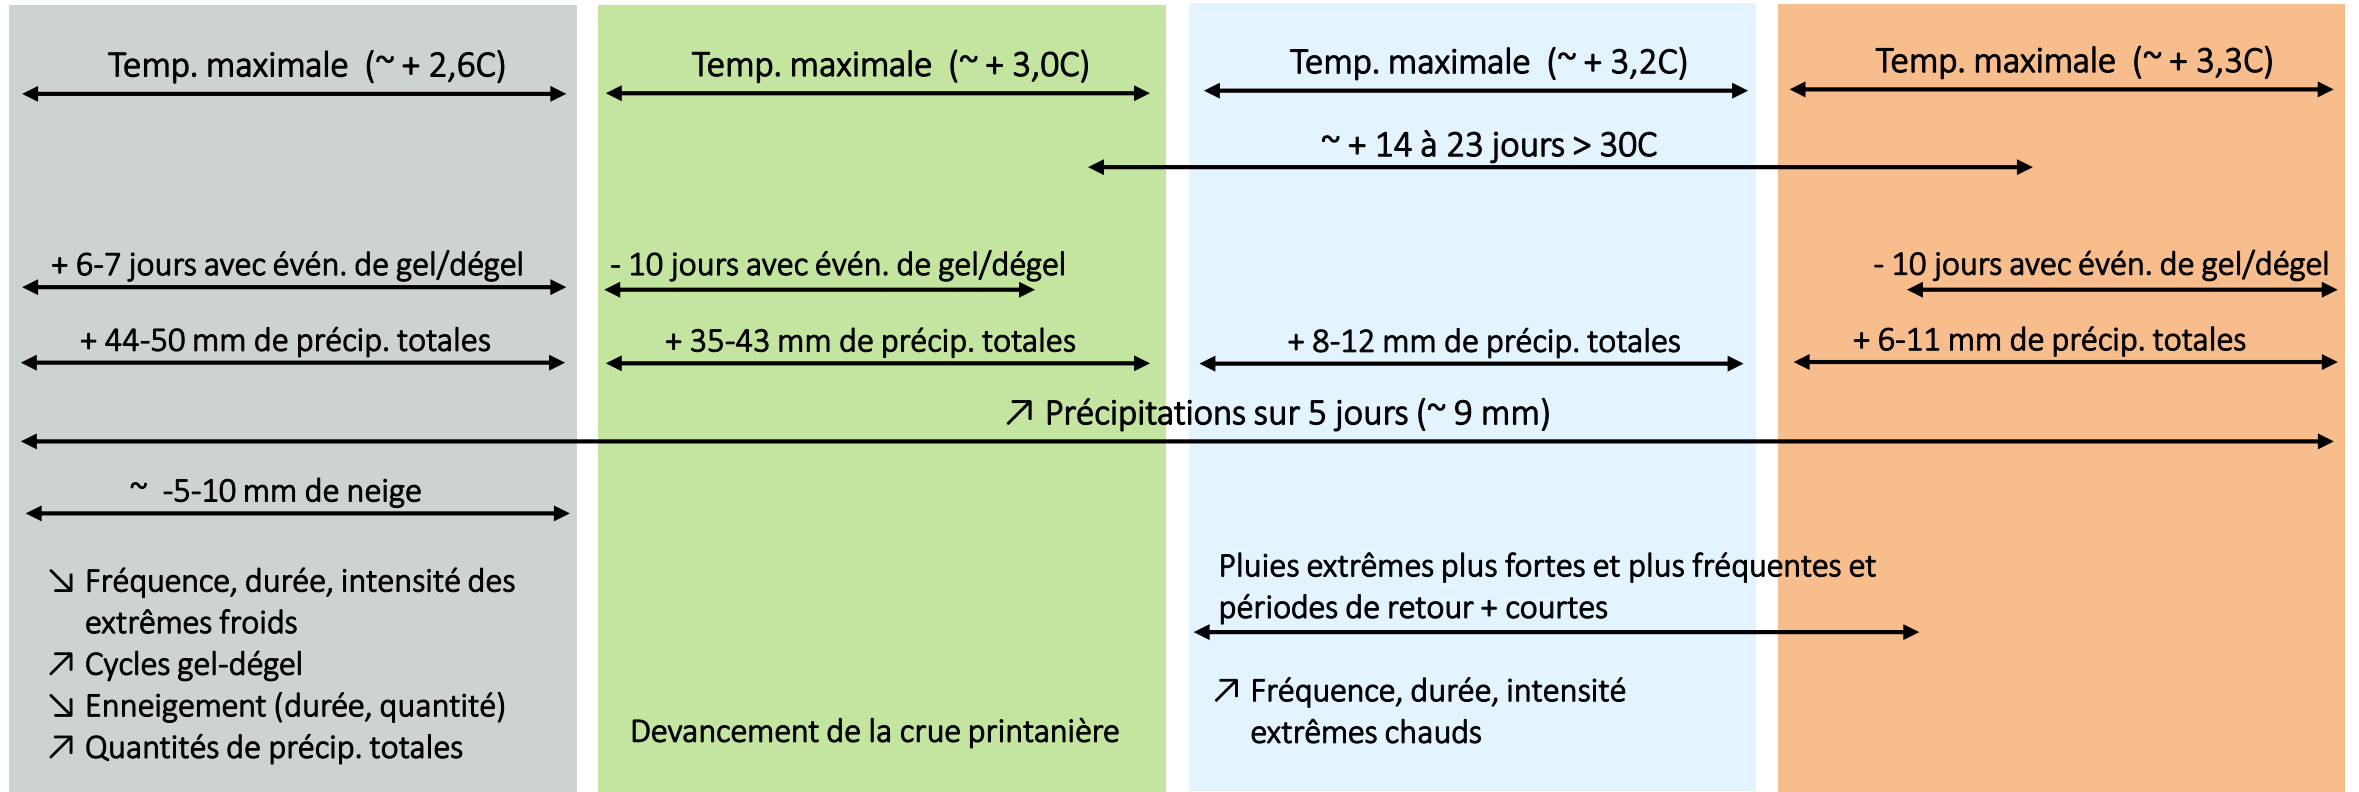 Temp. maximale (~ + 2,6C)
Temp. maximale (~ + 3,0C)
Temp. maximale (~ + 3,2C)
Temp. maximale (~ + 3,3C)
~ + 14 à 23 jours > 30C
+ 6-7 jours avec évén. de gel/dégel
- 10 jours avec évén. de gel/dégel
- 10 jours avec évén. de gel/dégel
+ 44-50 mm de précip. totales
+ 35-43 mm de précip. totales
+ 8-12 mm de précip. totales
+ 6-11 mm de précip. totales
↗ Précipitations sur 5 jours (~ 9 mm)
~ -5-10 mm de neige
↘ Fréquence, durée, intensité des
extrêmes froids
↗ Cycles gel-dégel
↘ Enneigement (durée, quantité)
↗ Quantités de précip. totales
Devancement de la crue printanière
Pluies extrêmes plus fortes et plus fréquentes et
périodes de retour + courtes
↗ Fréquence, durée, intensité
extrêmes chauds